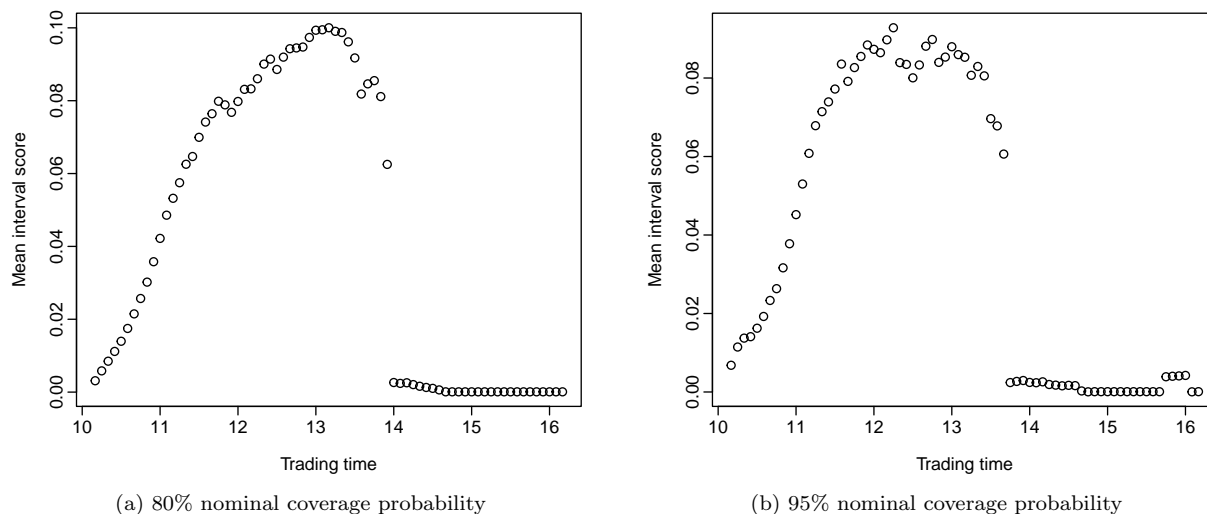 0.00 0.02 0.04 0.06 0.08 0.10
Mean interval score
10 11 12 13 14 15 16
Trading time
(a) 80% nominal coverage probability
0.00 0.02 0.04 0.06 0.08
Mean interval score
10 11 12 13 14 15 16
Trading time
(b) 95% nominal coverage probability